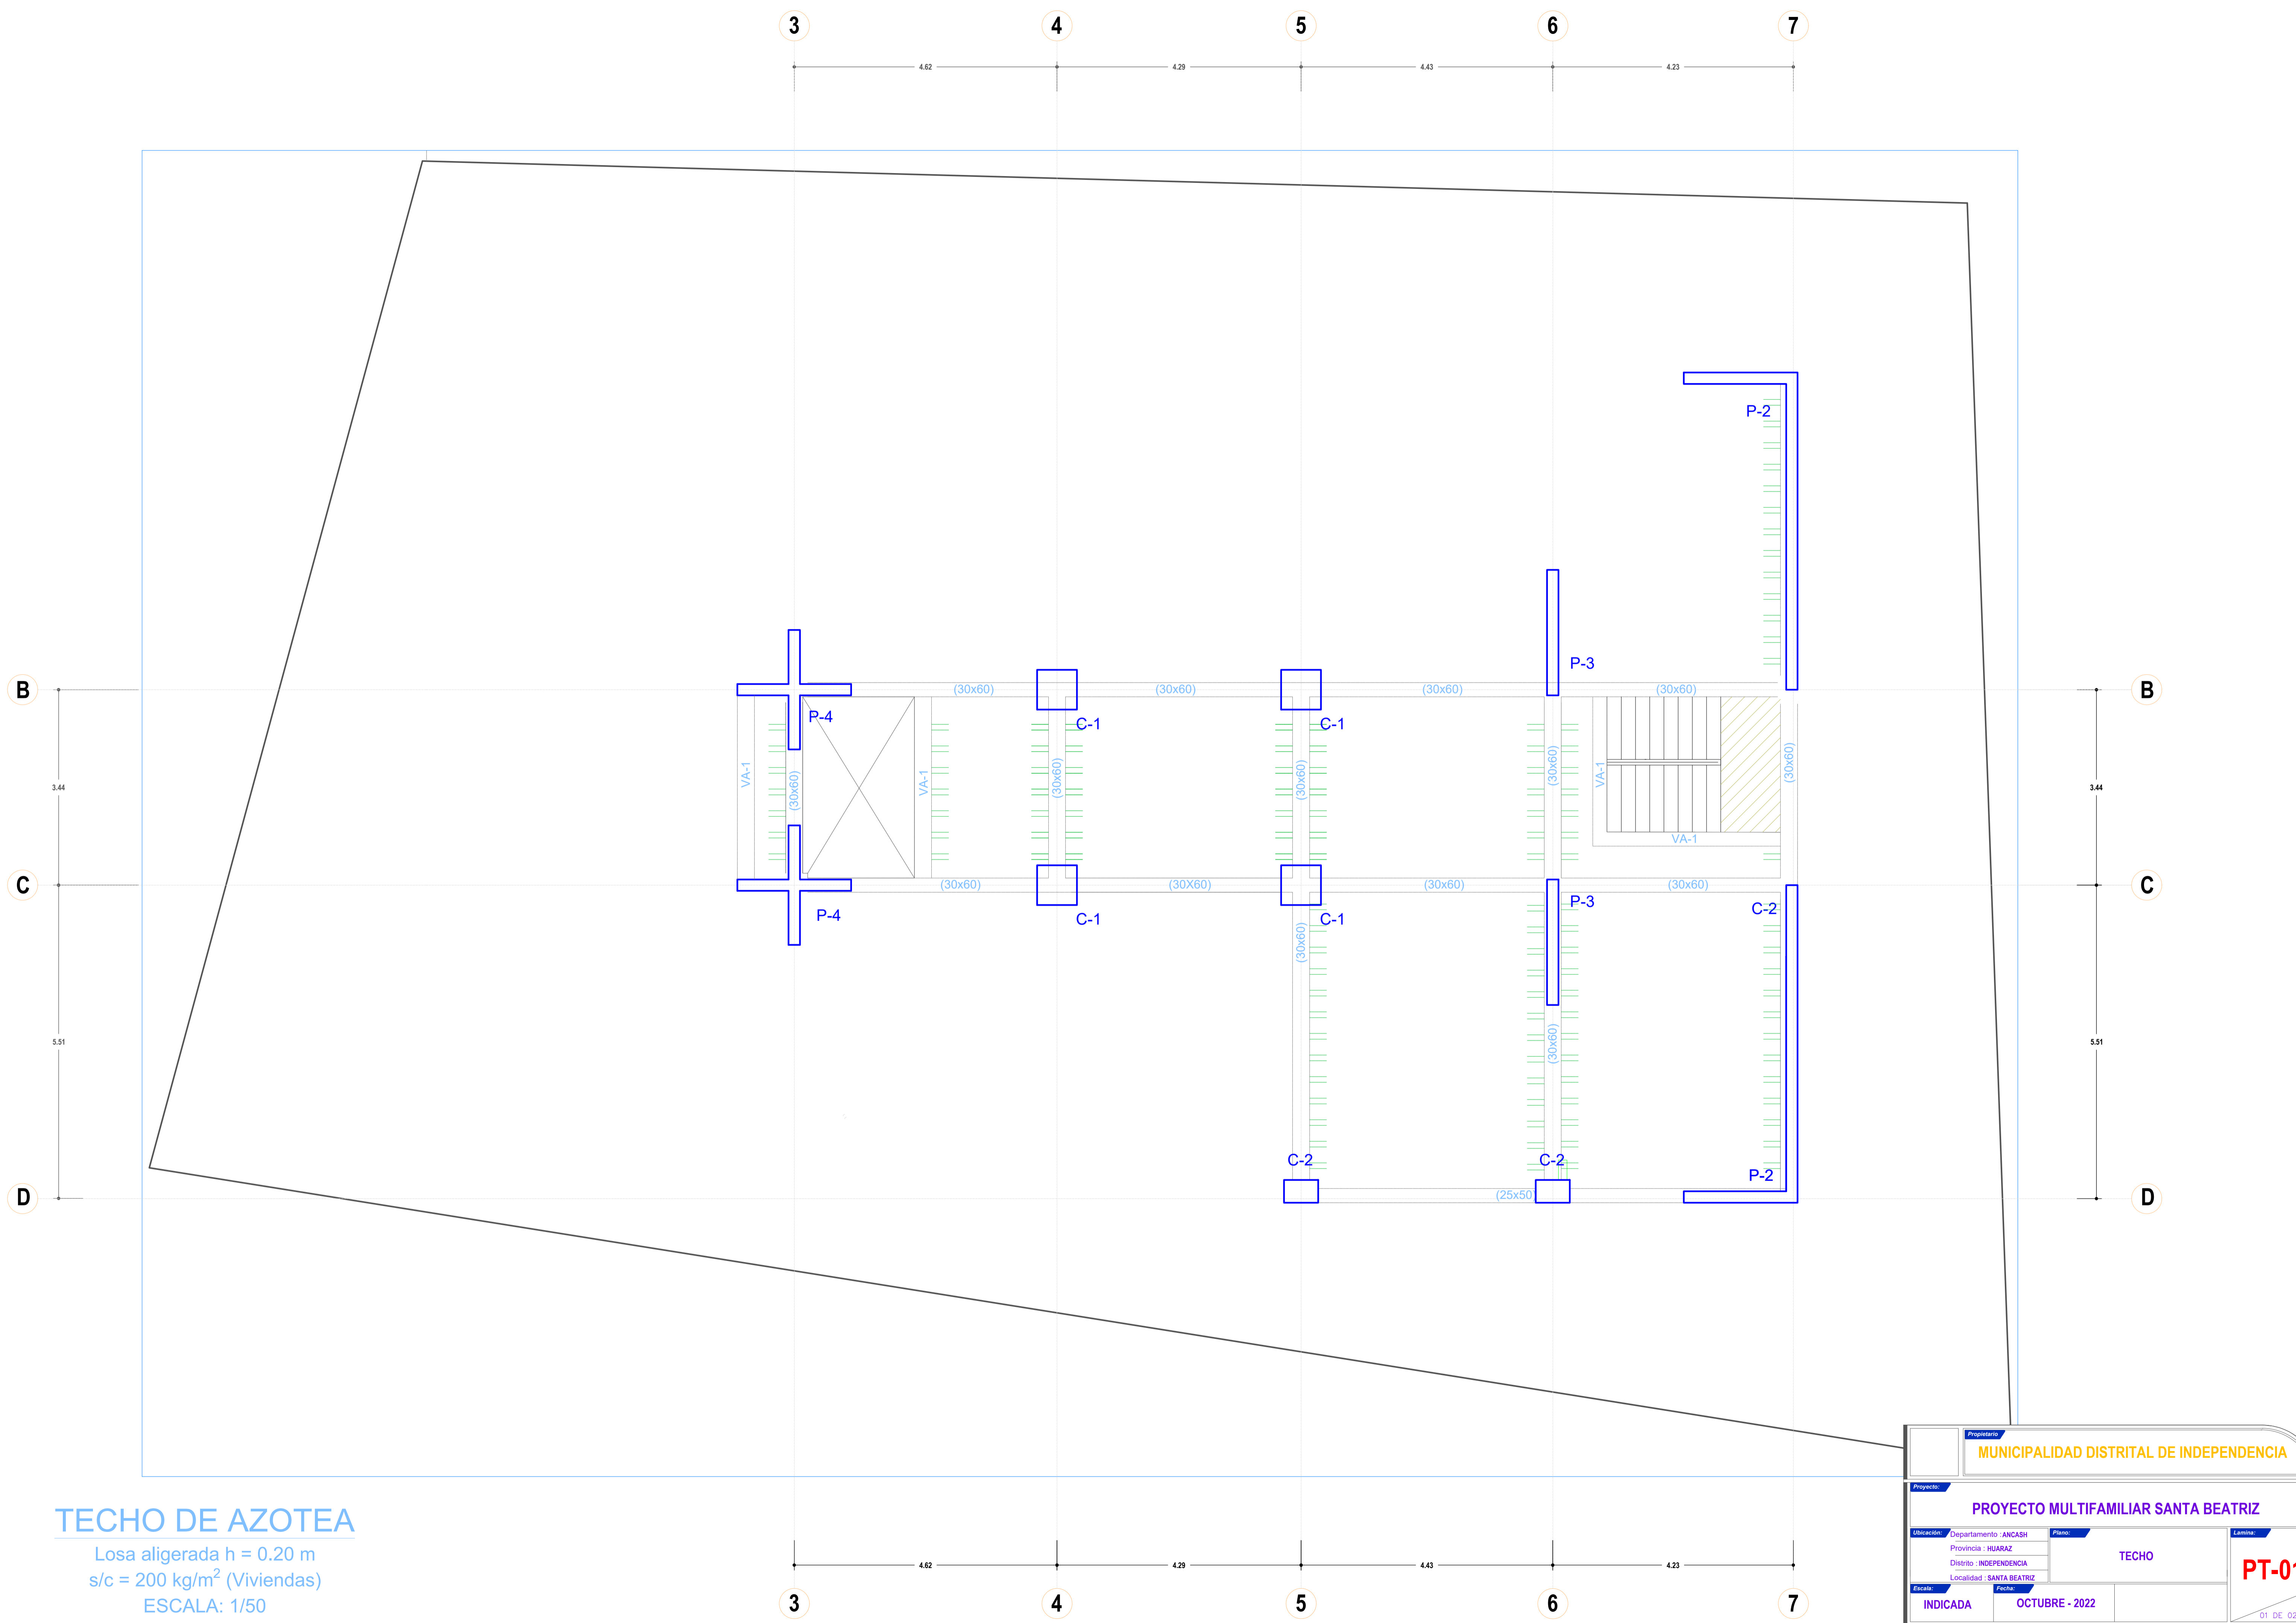 3 4 5 6 7
4.62 4.29 4.43 4.23
P-2
P-3
B (30x60) (30x60) (30x60) (30x60) B
P-4 C-1 C-1
VA-1 (30x60) VA-1 (30x60) (30x60) (30x60) VA-1 (30x60)
3.44 3.44
VA-1
C (30x60) (30X60) (30x60) (30x60) C
P-4 C-1 C-1 P-3 C-2
(30x60)
5.51 (30x60) 5.51
C-2 C-2 P-2
D (25x50) D
Propietario
MUNICIPALIDAD DISTRITAL DE INDEPENDENCIA
Proyecto:
PROYECTO MULTIFAMILIAR SANTA BEATRIZ
TECHO DE AZOTEA
Losa aligerada h = 0.20 m
s/c = 200 kg/m2 (Viviendas)
ESCALA: 1/50
4.62 4.29 4.43 4.23
3 4 5 6 7
Ubicación:
Departamento : ANCASH
Provincia : HUARAZ
Distrito : INDEPENDENCIA
Localidad : SANTA BEATRIZ
Plano:
TECHO
Lamina:
PT-01
Escala:
INDICADA
Fecha:
OCTUBRE - 2022
01 DE 02